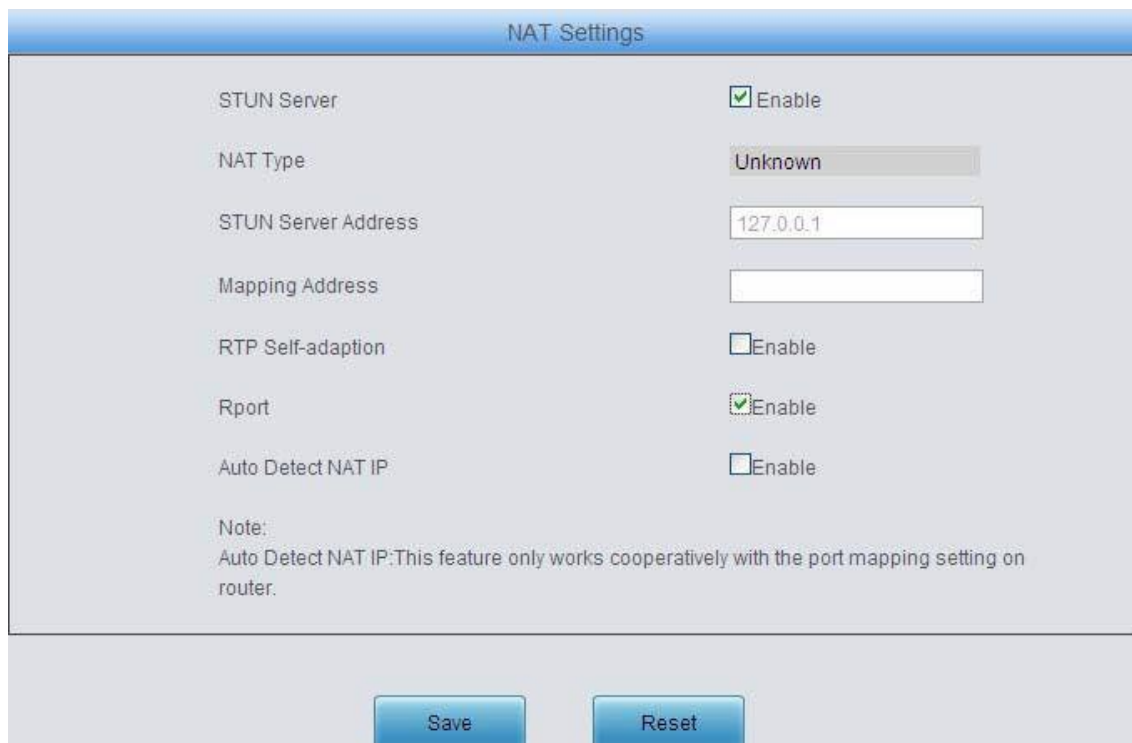 NAT Settings
STUN Server Enable
NAT Type Unknown
STUN Server Address 127.0.0.1
Mapping Address
RTP Self-adaption Enable
Rport Enable
Auto Detect NAT IP Enable
Note:
Auto Detect NAT IP:This feature only works cooperatively with the port mapping setting on
router.
Save Reset